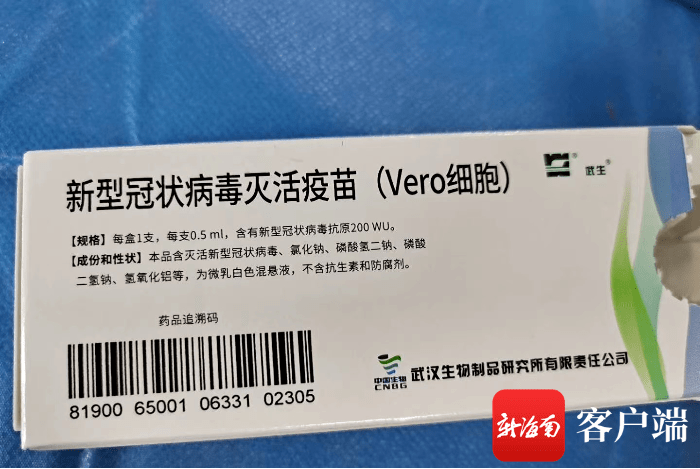 新型冠状病毒灭活疫苗（Vero细胞）
武生
【规格】每盒1支，每支0.5 ml，含有新型冠状病毒抗原200 WU。
【成份和性状】本品含灭活新型冠状病毒、氯化钠、磷酸氢二钠、磷酸
二氢钠、氢氧化铝等，为微乳白色混悬液，不含抗生素和防腐剂。
药品追溯码
81900 65001 06331 02305
中国生物
CNBG
武汉生物制品研究所有限责任公司
新海南
客户端